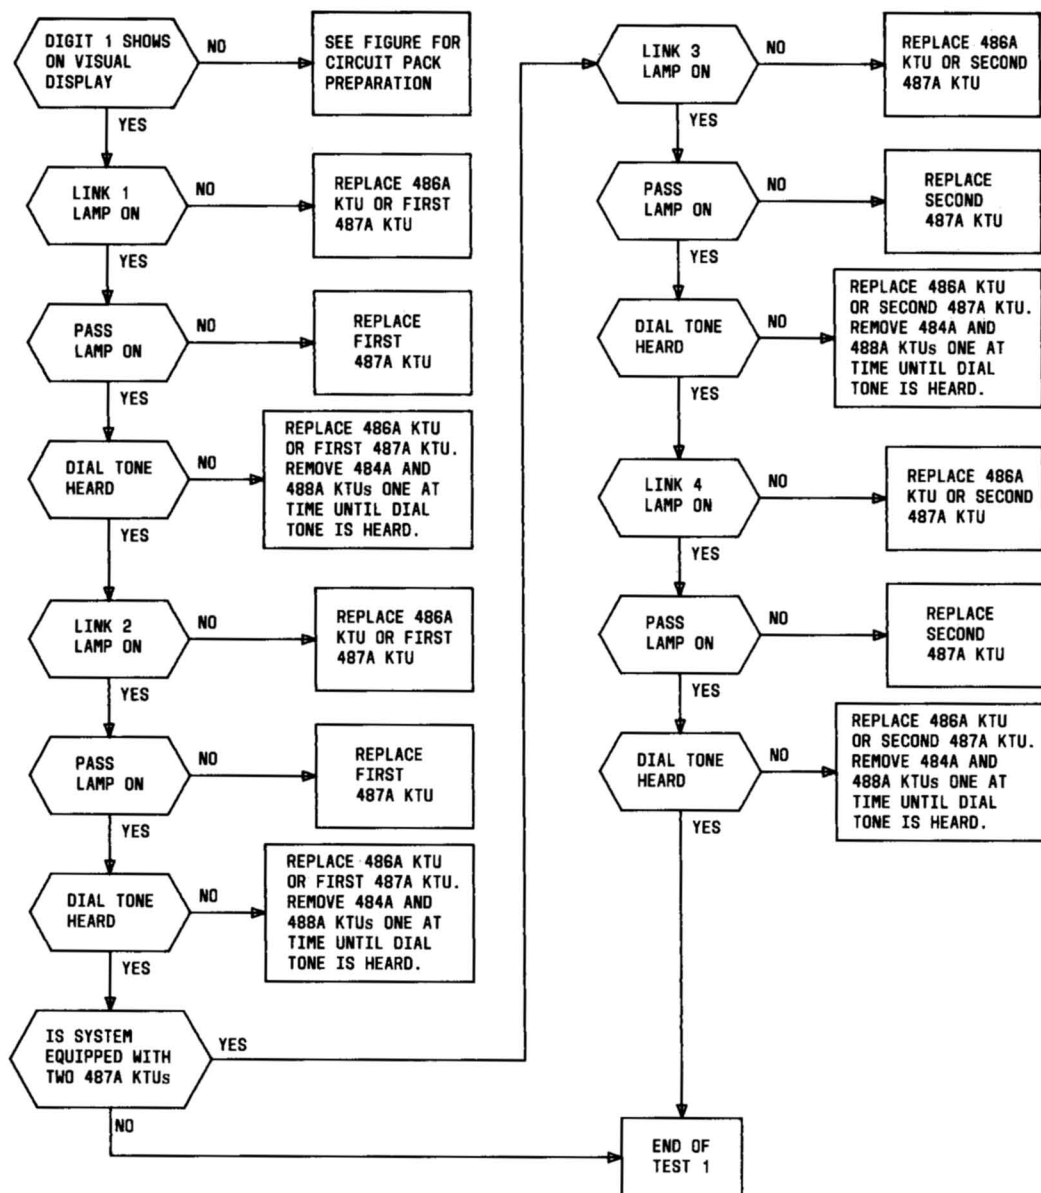 DIGIT 1 SHOWS
ON VISUAL
DISPLAY
NO
SEE FIGURE FOR
CIRCUIT PACK
PREPARATION
YES
LINK 1
LAMP ON
NO
REPLACE 486A
KTU OR FIRST
487A KTU
YES
PASS
LAMP ON
NO
REPLACE
FIRST
487A KTU
YES
DIAL TONE
HEARD
NO
REPLACE 486A KTU
OR FIRST 487A KTU.
REMOVE 484A AND
488A KTUs ONE AT
TIME UNTIL DIAL
TONE IS HEARD.
YES
LINK 2
LAMP ON
NO
REPLACE 486A
KTU OR FIRST
487A KTU
YES
PASS
LAMP ON
NO
REPLACE
FIRST
487A KTU
YES
DIAL TONE
HEARD
NO
REPLACE 486A KTU
OR FIRST 487A KTU.
REMOVE 484A AND
488A KTUs ONE AT
TIME UNTIL DIAL
TONE IS HEARD.
YES
IS SYSTEM
EQUIPPED WITH
TWO 487A KTUs
YES
NO
LINK 3
LAMP ON
NO
REPLACE 486A
KTU OR SECOND
487A KTU
YES
PASS
LAMP ON
NO
REPLACE
SECOND
487A KTU
YES
DIAL TONE
HEARD
NO
REPLACE 486A KTU
OR SECOND 487A KTU.
REMOVE 484A AND
488A KTUs ONE AT
TIME UNTIL DIAL
TONE IS HEARD.
YES
LINK 4
LAMP ON
NO
REPLACE 486A
KTU OR SECOND
487A KTU
YES
PASS
LAMP ON
NO
REPLACE
SECOND
487A KTU
YES
DIAL TONE
HEARD
NO
REPLACE 486A KTU
OR SECOND 487A KTU.
REMOVE 484A AND
488A KTUs ONE AT
TIME UNTIL DIAL
TONE IS HEARD.
YES
END OF
TEST 1